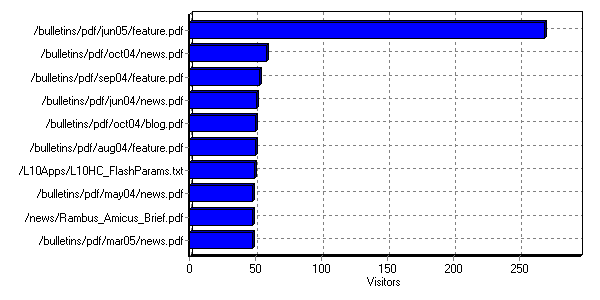 /bulletins/pdf/jun05/feature.pdf
/bulletins/pdf/oct04/news.pdf
/bulletins/pdf/sep04/feature.pdf
/bulletins/pdf/jun04/news.pdf
/bulletins/pdf/oct04/blog.pdf
/bulletins/pdf/aug04/feature.pdf
/L10Apps/L10HC_FlashParams.txt
/bulletins/pdf/may04/news.pdf
/news/Rambus_Amicus_Brief.pdf
/bulletins/pdf/mar05/news.pdf
0 50 100 150 200 250
Visitors